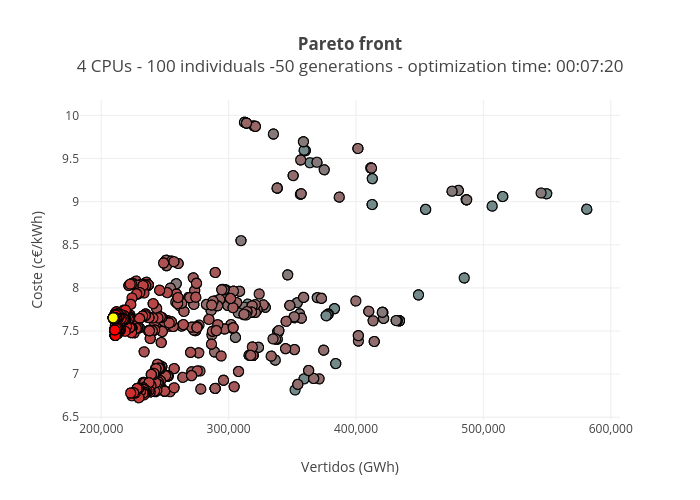 Pareto front
4 CPUs - 100 individuals -50 generations - optimization time: 00:07:20
10
9.5
9
8.5
8
7.5
7
6.5
Coste (c€/kWh)
200,000 300,000 400,000 500,000 600,000
Vertidos (GWh)